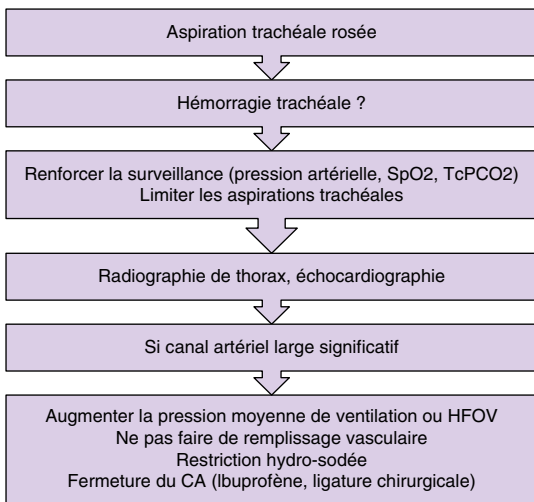 Aspiration trachéale rosée
Hémorragie trachéale ?
Renforcer la surveillance (pression artérielle, SpO2, TcPCO2)
Limiter les aspirations trachéales
Radiographie de thorax, échocardiographie
Si canal artériel large significatif
Augmenter la pression moyenne de ventilation ou HFOV
Ne pas faire de remplissage vasculaire
Restriction hydro-sodée
Fermeture du CA (Ibuprofène, ligature chirurgicale)